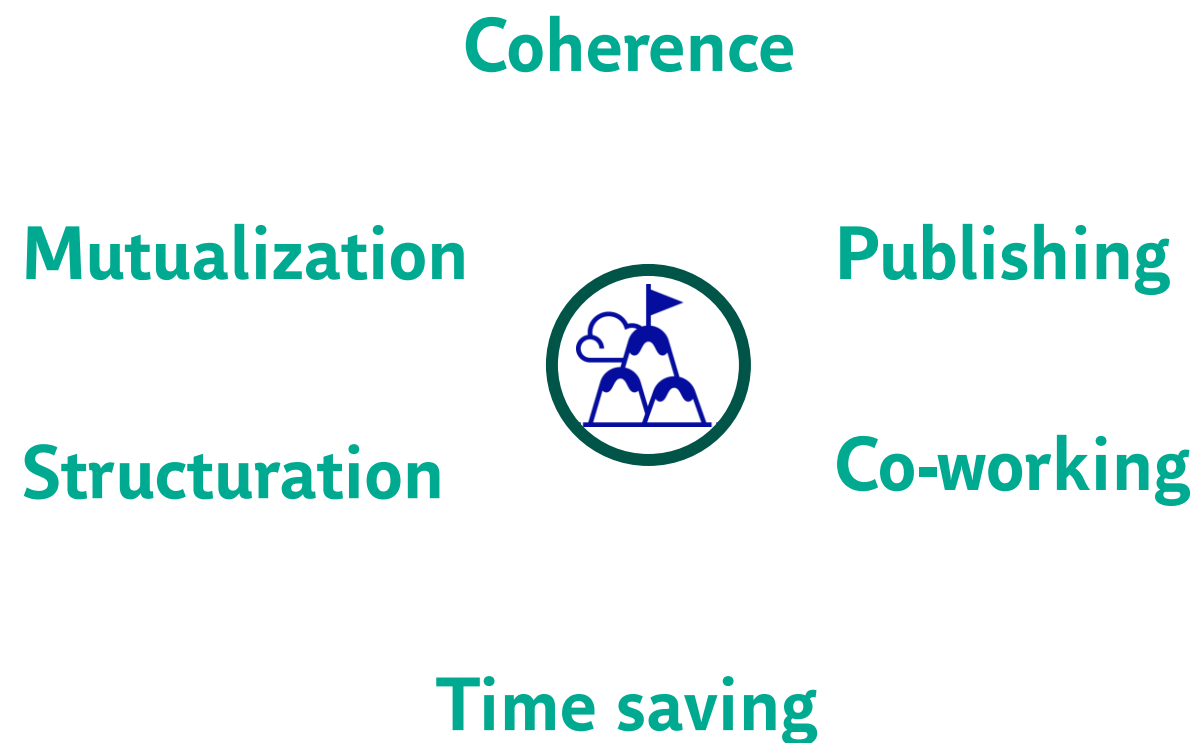 Coherence
Mutualization
Publishing
Structuration
Co-working
Time saving